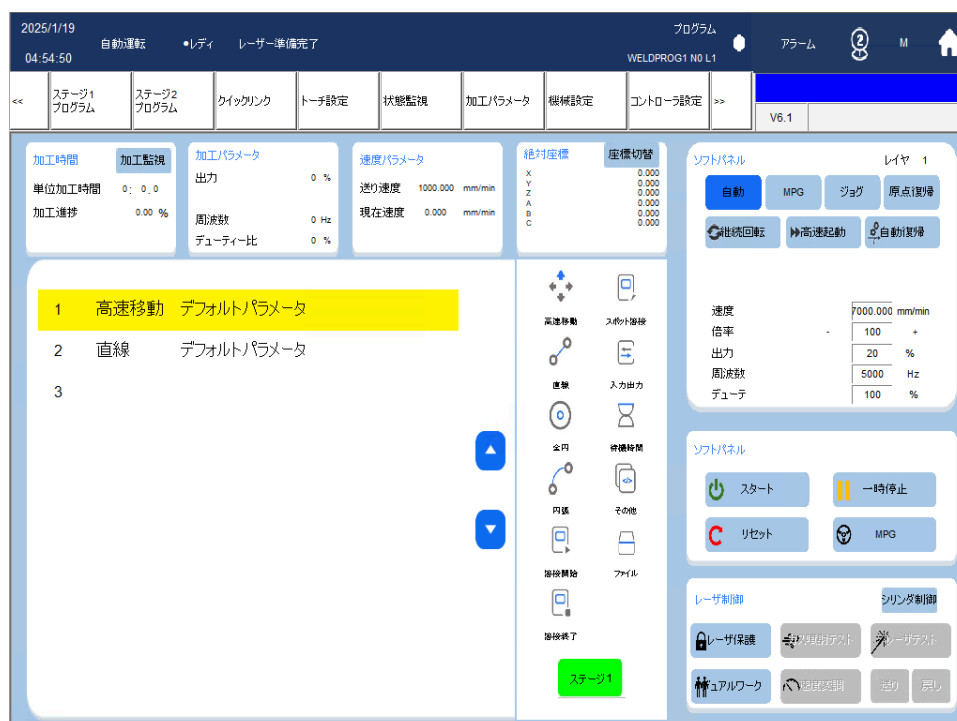 2025/1/19
04:54:50
自動運転 ●レディ レーザー準備完了
プログラム
WELDPROG1 N0 L1
アラーム
2
M
<<
ステージ1
プログラム
ステージ2
プログラム
クイックリンク
トーチ設定
状態監視
加工パラメータ
機械設定
コントローラ設定
>>
V6.1
加工時間 加工監視
単位加工時間 0: 0.0
加工進捗 0.00 %
加工パラメータ
出力 0 %
周波数 0 Hz
デューティー比 0 %
速度パラメータ
送り速度 1000.000 mm/min
現在速度 0.000 mm/min
絶対座標 座標切替
X 0.000
Y 0.000
Z 0.000
A 0.000
B 0.000
C 0.000
ソフトパネル レイヤ 1
自動 MPG ジョグ 原点復帰
継続回転 高速起動 自動復帰
速度 7000.000 mm/min
倍率 - 100 +
出力 20 %
周波数 5000 Hz
デューテ 100 %
1 高速移動 デフォルトパラメータ
2 直線 デフォルトパラメータ
3
高速移動 スポット溶接
直線 入力出力
全円 待機時間
円弧 その他
溶接開始 ファイル
溶接終了
ステージ1
ソフトパネル
スタート 一時停止
リセット MPG
レーザ制御 シリンダ制御
レーザ保護 ーザテスト
ュアルワーク 速度変調 送り 戻し